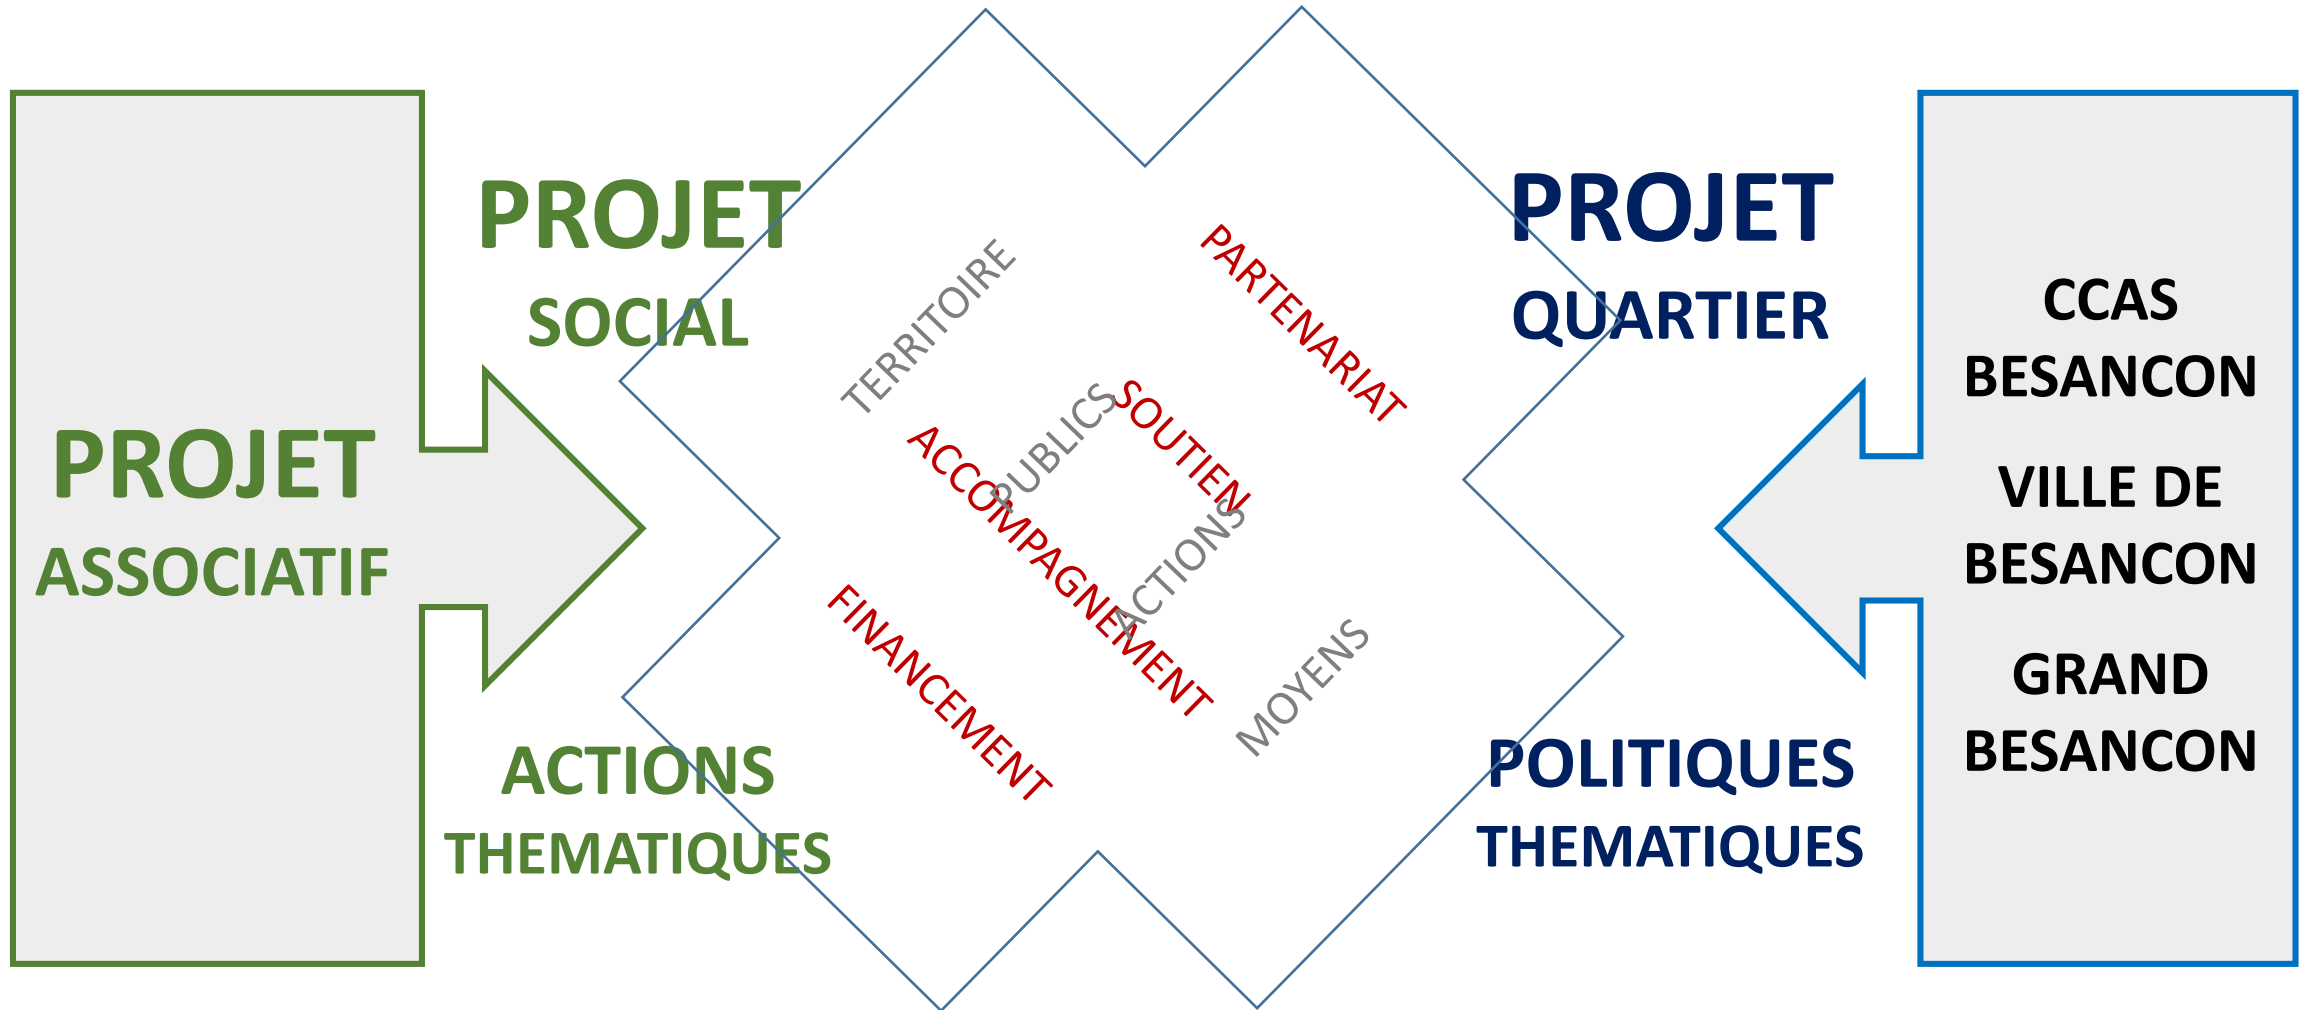 PROJET
ASSOCIATIF
PROJET
SOCIAL
ACTIONS
THEMATIQUES
TERRITOIRE
PUBLICS
ACTIONS
MOYENS
PARTENARIAT
SOUTIEN
ACCOMPAGNEMENT
FINANCEMENT
PROJET
QUARTIER
POLITIQUES
THEMATIQUES
CCAS
BESANCON
VILLE DE
BESANCON
GRAND
BESANCON